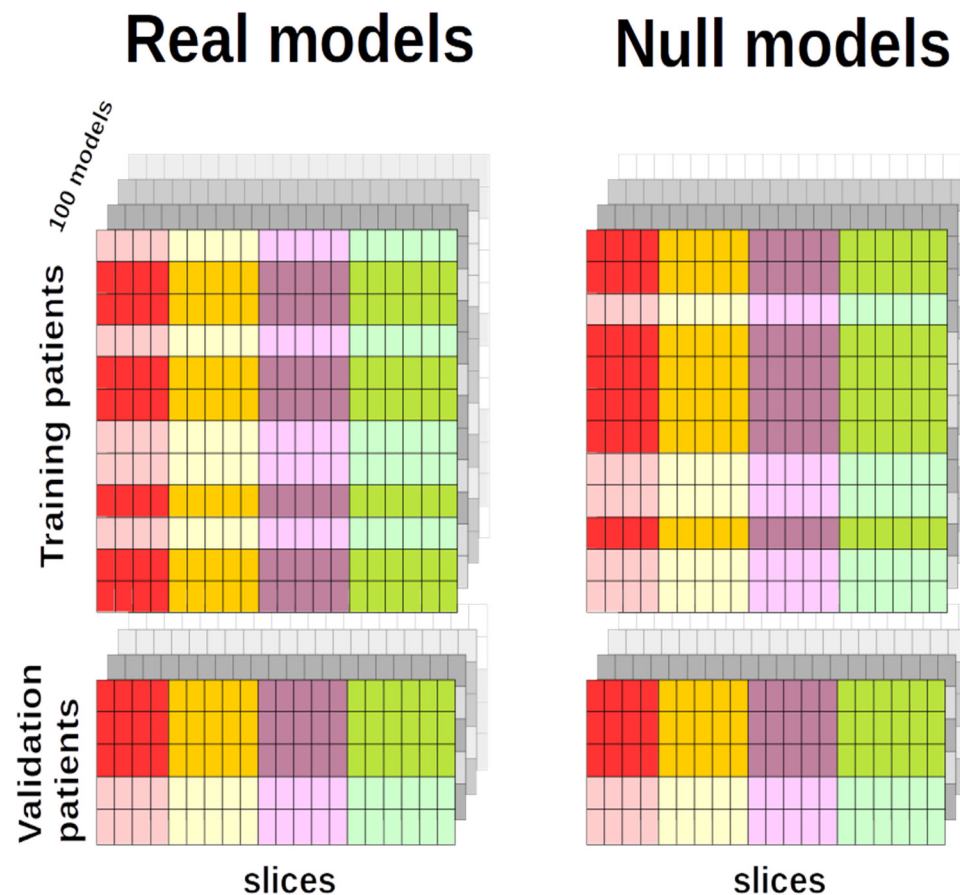 Real models
Null models
100 models
Training patients
Validation
patients
slices
slices